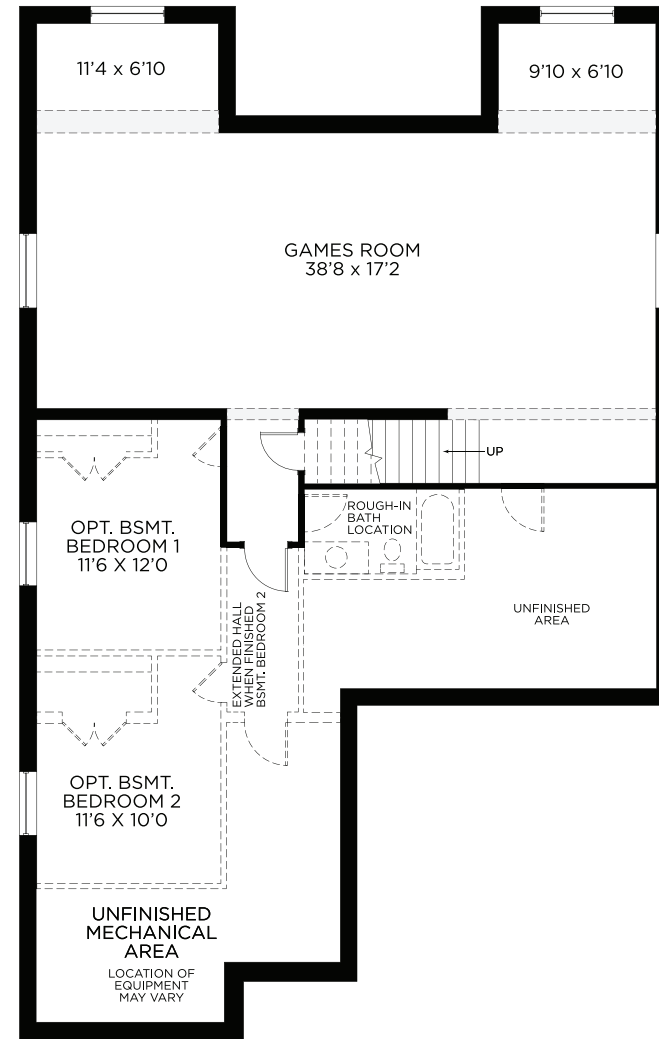 11'4 x 6'10
9'10 x 6'10
GAMES ROOM
38'8 x 17'2
UP
ROUGH-IN
BATH
LOCATION
OPT. BSMT.
BEDROOM 1
11'6 X 12'0
UNFINISHED
AREA
EXTENDED HALL
WHEN FINISHED
BSMT. BEDROOM 2
OPT. BSMT.
BEDROOM 2
11'6 X 10'0
UNFINISHED
MECHANICAL
AREA
LOCATION OF
EQUIPMENT
MAY VARY